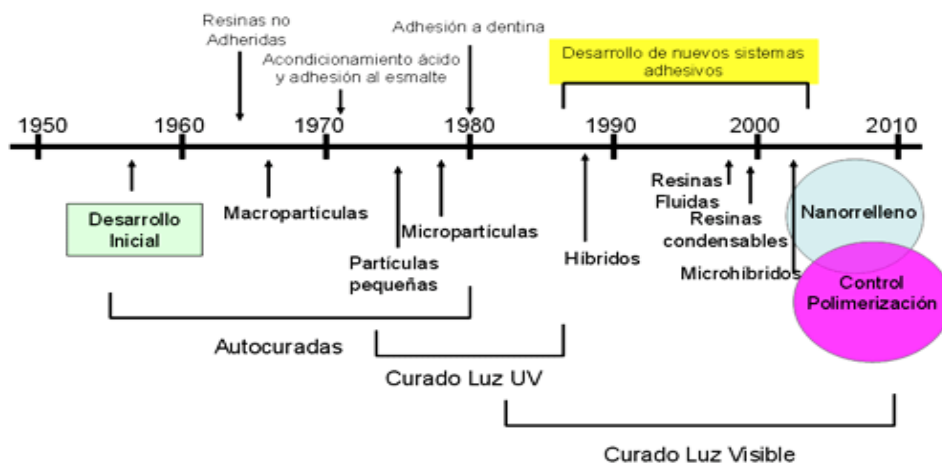 Resinas no
Adheridas
Acondicionamiento ácido
y adhesión al esmalte
Adhesión a dentina
Desarrollo de nuevos sistemas
adhesivos
1950 1960 1970 1980 1990 2000 2010
Desarrollo
Inicial
Macropartículas
Partículas
pequeñas
Micropartículas
Híbridos
Resinas
Fluidas
Resinas
condensables
Microhíbridos
Nanorrelleno
Control
Polimerización
Autocuradas
Curado Luz UV
Curado Luz Visible